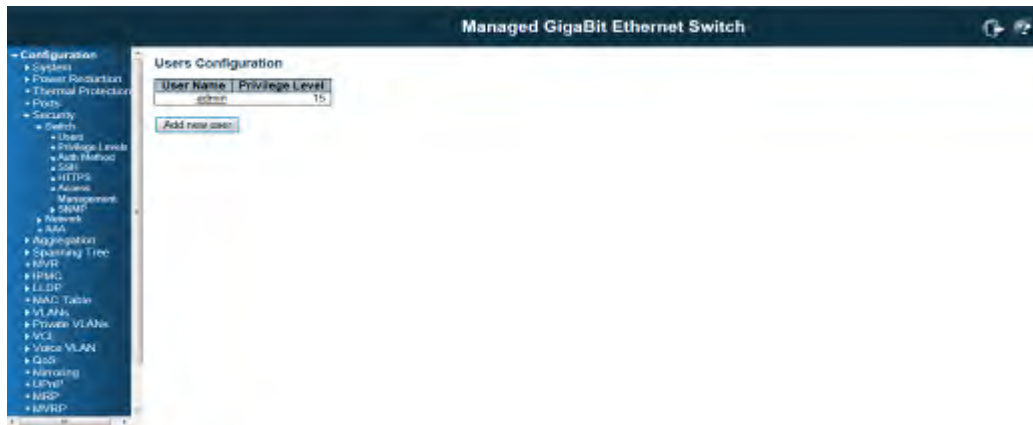 Managed GigaBit Ethernet Switch
Configuration
System
Power Reduction
Thermal Protection
Ports
Security
Switch
Users
Privilege Levels
Auth Method
SSH
HTTPS
Access
Management
SNMP
Network
AAA
Aggregation
Spanning Tree
MVR
IPMC
LLDP
MAC Table
VLANs
Private VLANs
VCL
Voice VLAN
QoS
Mirroring
UPnP
MRP
MVRP
Users Configuration
User Name Privilege Level
admin 15
Add new user